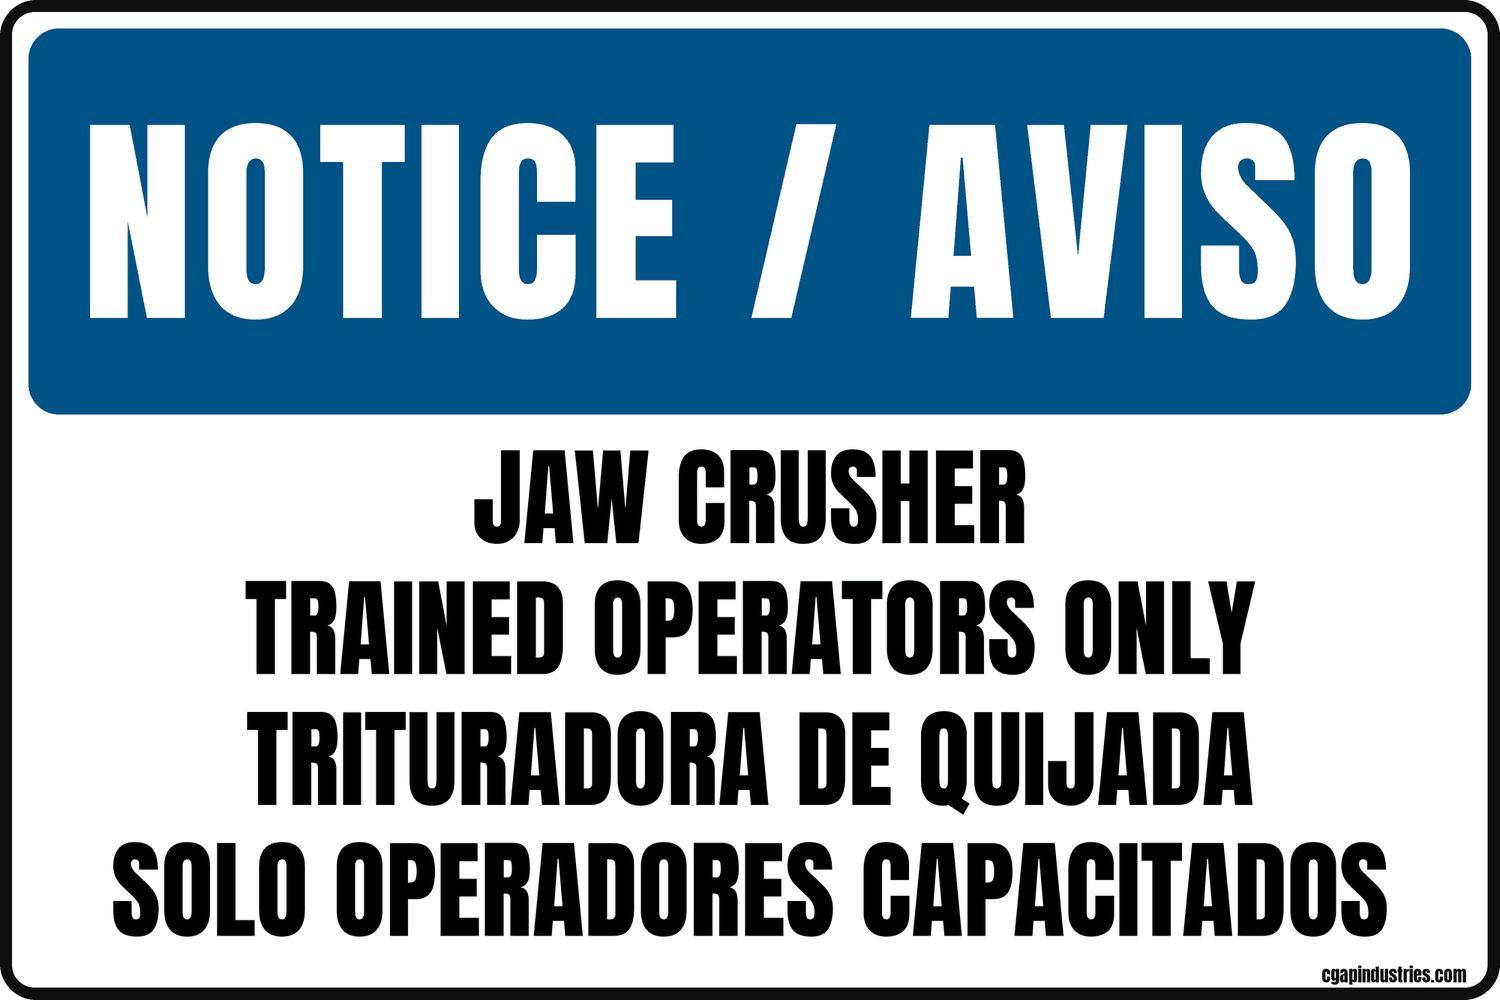 NOTICE / AVISO
JAW CRUSHER
TRAINED OPERATORS ONLY
TRITURADORA DE QUIJADA
SOLO OPERADORES CAPACITADOS
cgapindustries.com